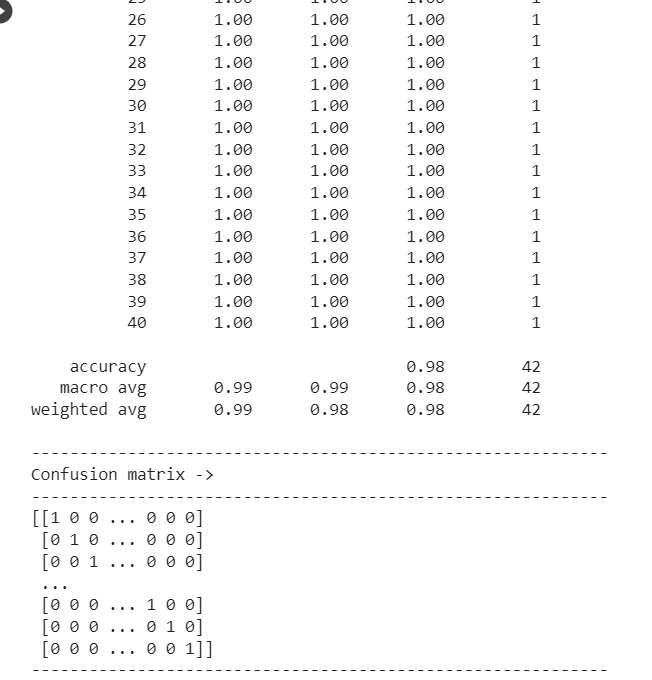 26 1.00 1.00 1.00 1
27 1.00 1.00 1.00 1
28 1.00 1.00 1.00 1
29 1.00 1.00 1.00 1
30 1.00 1.00 1.00 1
31 1.00 1.00 1.00 1
32 1.00 1.00 1.00 1
33 1.00 1.00 1.00 1
34 1.00 1.00 1.00 1
35 1.00 1.00 1.00 1
36 1.00 1.00 1.00 1
37 1.00 1.00 1.00 1
38 1.00 1.00 1.00 1
39 1.00 1.00 1.00 1
40 1.00 1.00 1.00 1
accuracy 0.98 42
macro avg 0.99 0.99 0.98 42
weighted avg 0.99 0.98 0.98 42
------------------------------------------------------------
Confusion matrix ->
------------------------------------------------------------
[[1 0 0 ... 0 0 0]
[0 1 0 ... 0 0 0]
[0 0 1 ... 0 0 0]
...
[0 0 0 ... 1 0 0]
[0 0 0 ... 0 1 0]
[0 0 0 ... 0 0 1]]
------------------------------------------------------------